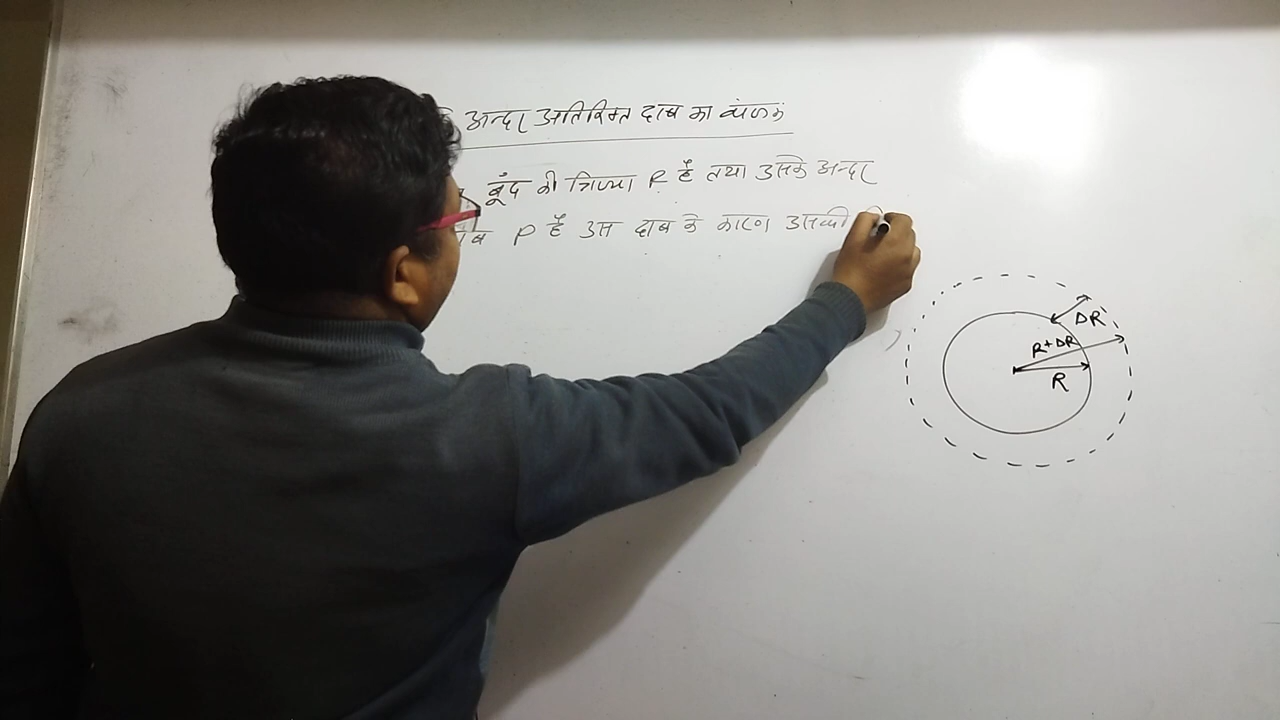 अन्दर अतिरिक्त दाब का व्यंजक
बूंद की त्रिज्या R है तथा उसके अन्दर
P है उस दाब के कारण उसकी
ΔR
R+ΔR
R